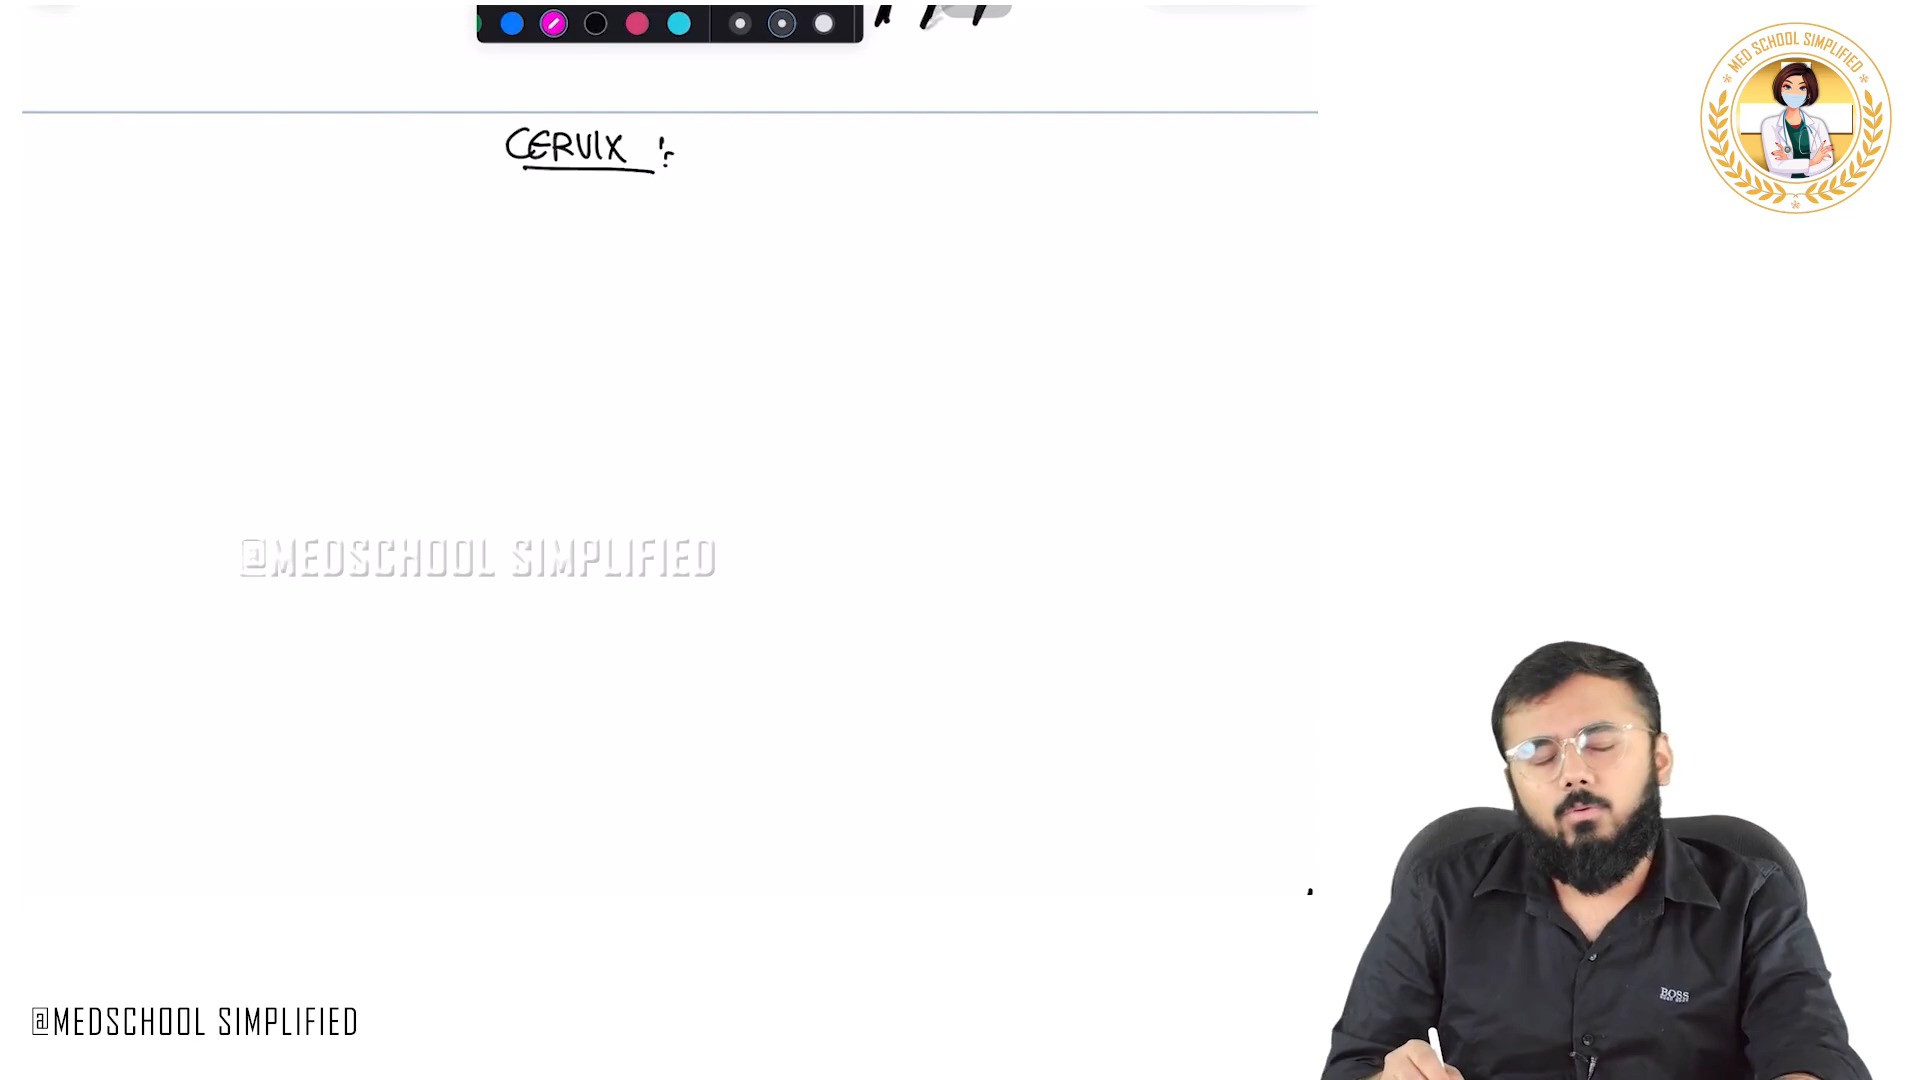 MED SCHOOL SIMPLIFIED
CERVIX :
@MEDSCHOOL SIMPLIFIED
BOSS
@MEDSCHOOL SIMPLIFIED